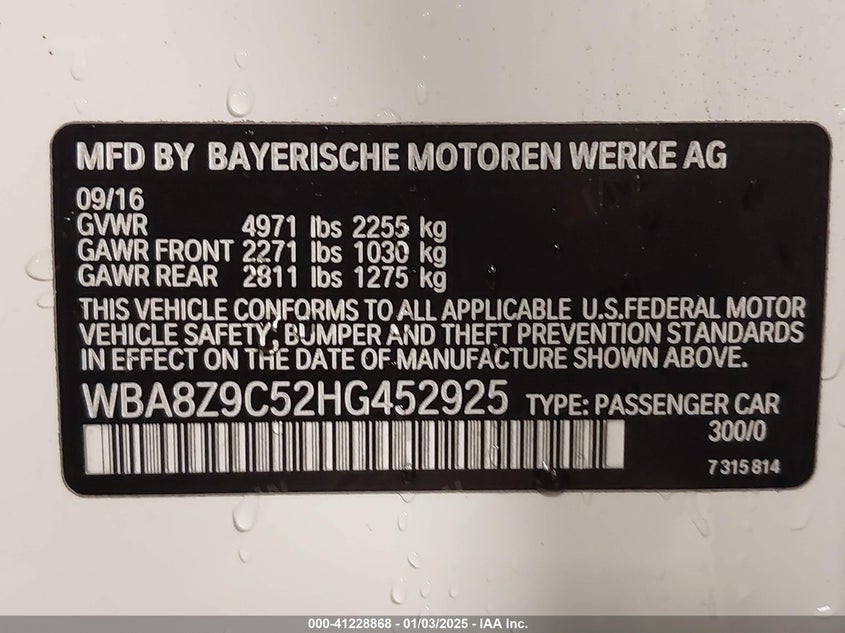 MFD BY BAYERISCHE MOTOREN WERKE AG
09/16
GVWR 4971 lbs 2255 kg
GAWR FRONT 2271 lbs 1030 kg
GAWR REAR 2811 lbs 1275 kg
THIS VEHICLE CONFORMS TO ALL APPLICABLE U.S.FEDERAL MOTOR
VEHICLE SAFETY, BUMPER AND THEFT PREVENTION STANDARDS
IN EFFECT ON THE DATE OF MANUFACTURE SHOWN ABOVE.
WBA8Z9C52HG452925 TYPE: PASSENGER CAR
300/0
7 315 814
000-41228868 - 01/03/2025 - IAA Inc.